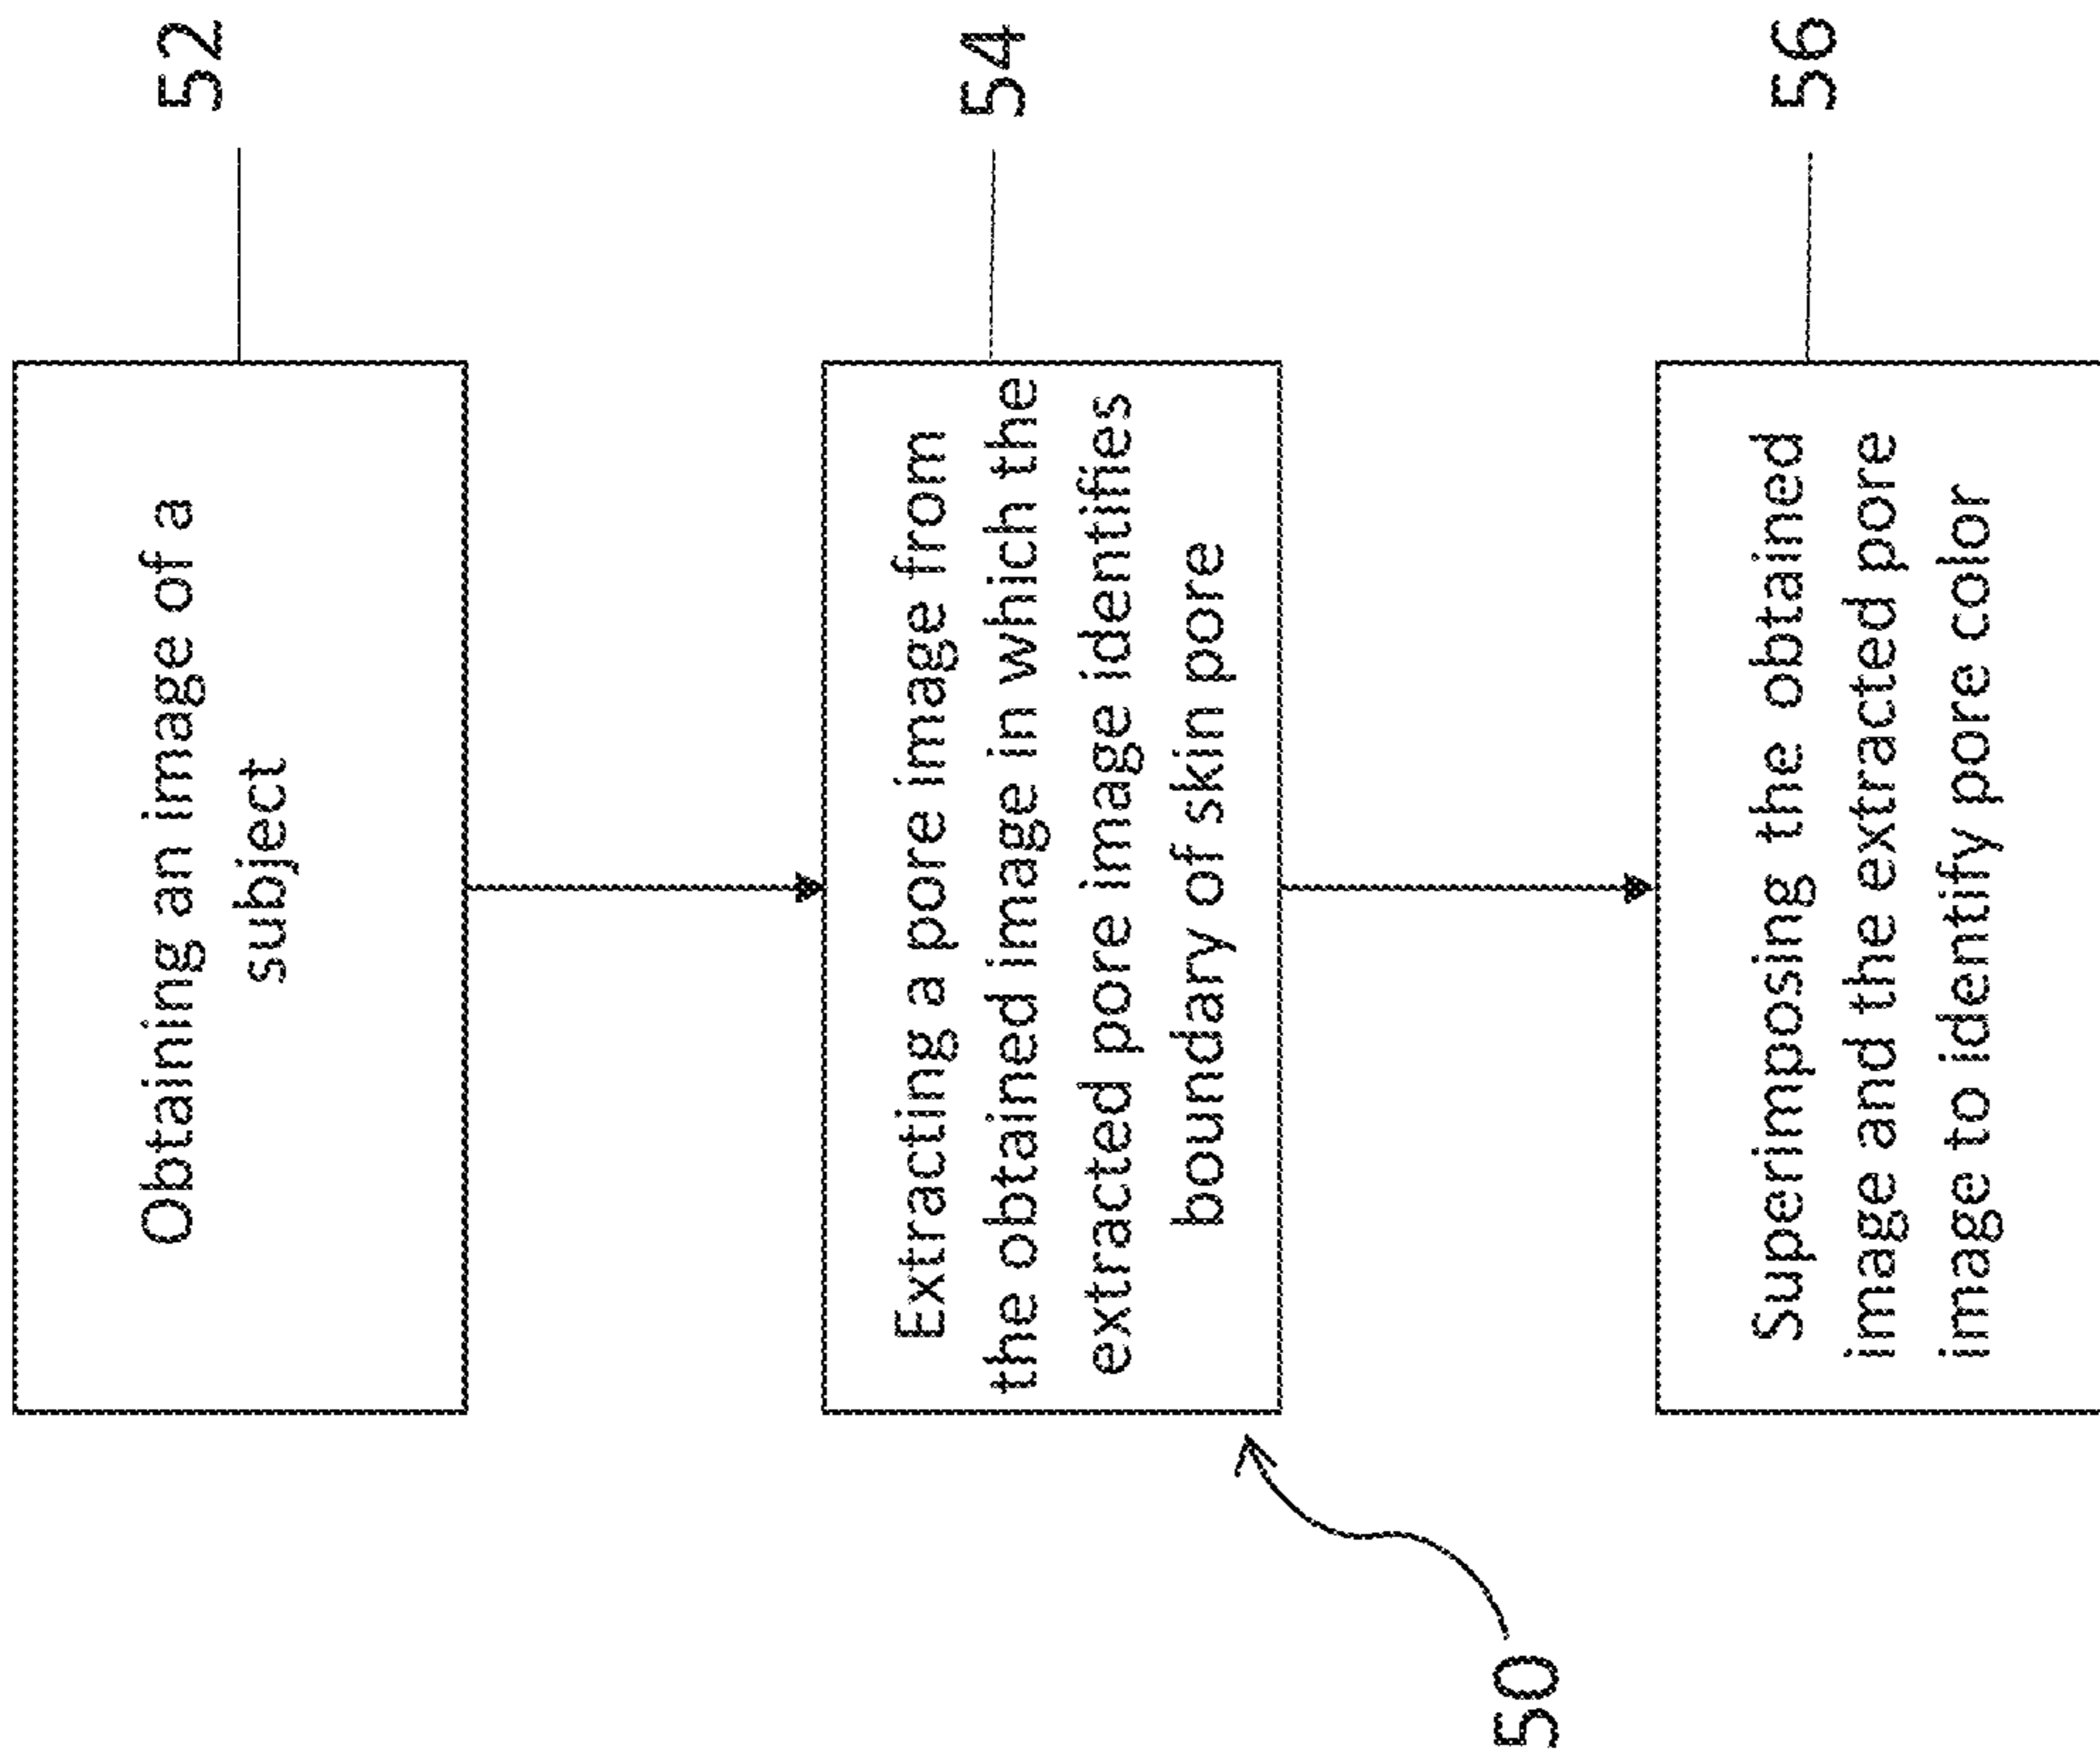 Obtaining an image of a
subject
52
Extracting a pore image from
the obtained image in which the
extracted pore image identifies
boundary of skin pore
54
50
Superimposing the obtained
image and the extracted pore
image to identify pore color
56